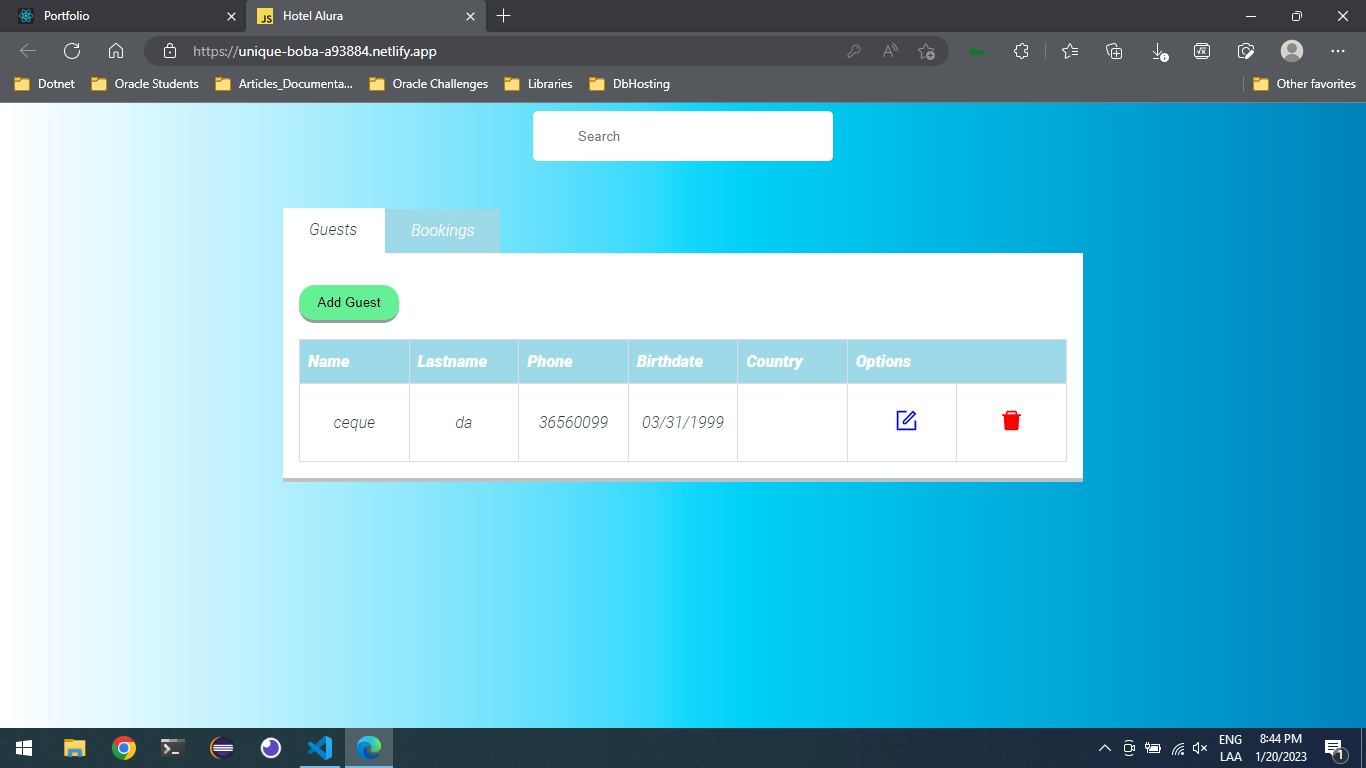 Portfolio
Hotel Alura
JS
https://unique-boba-a93884.netlify.app
Dotnet
Oracle Students
Articles_Documenta...
Oracle Challenges
Libraries
DbHosting
Other favorites
Search
Guests
Bookings
Add Guest
Name Lastname Phone Birthdate Country Options
ceque da 36560099 03/31/1999
ENG 8:44 PM
LAA 1/20/2023
1